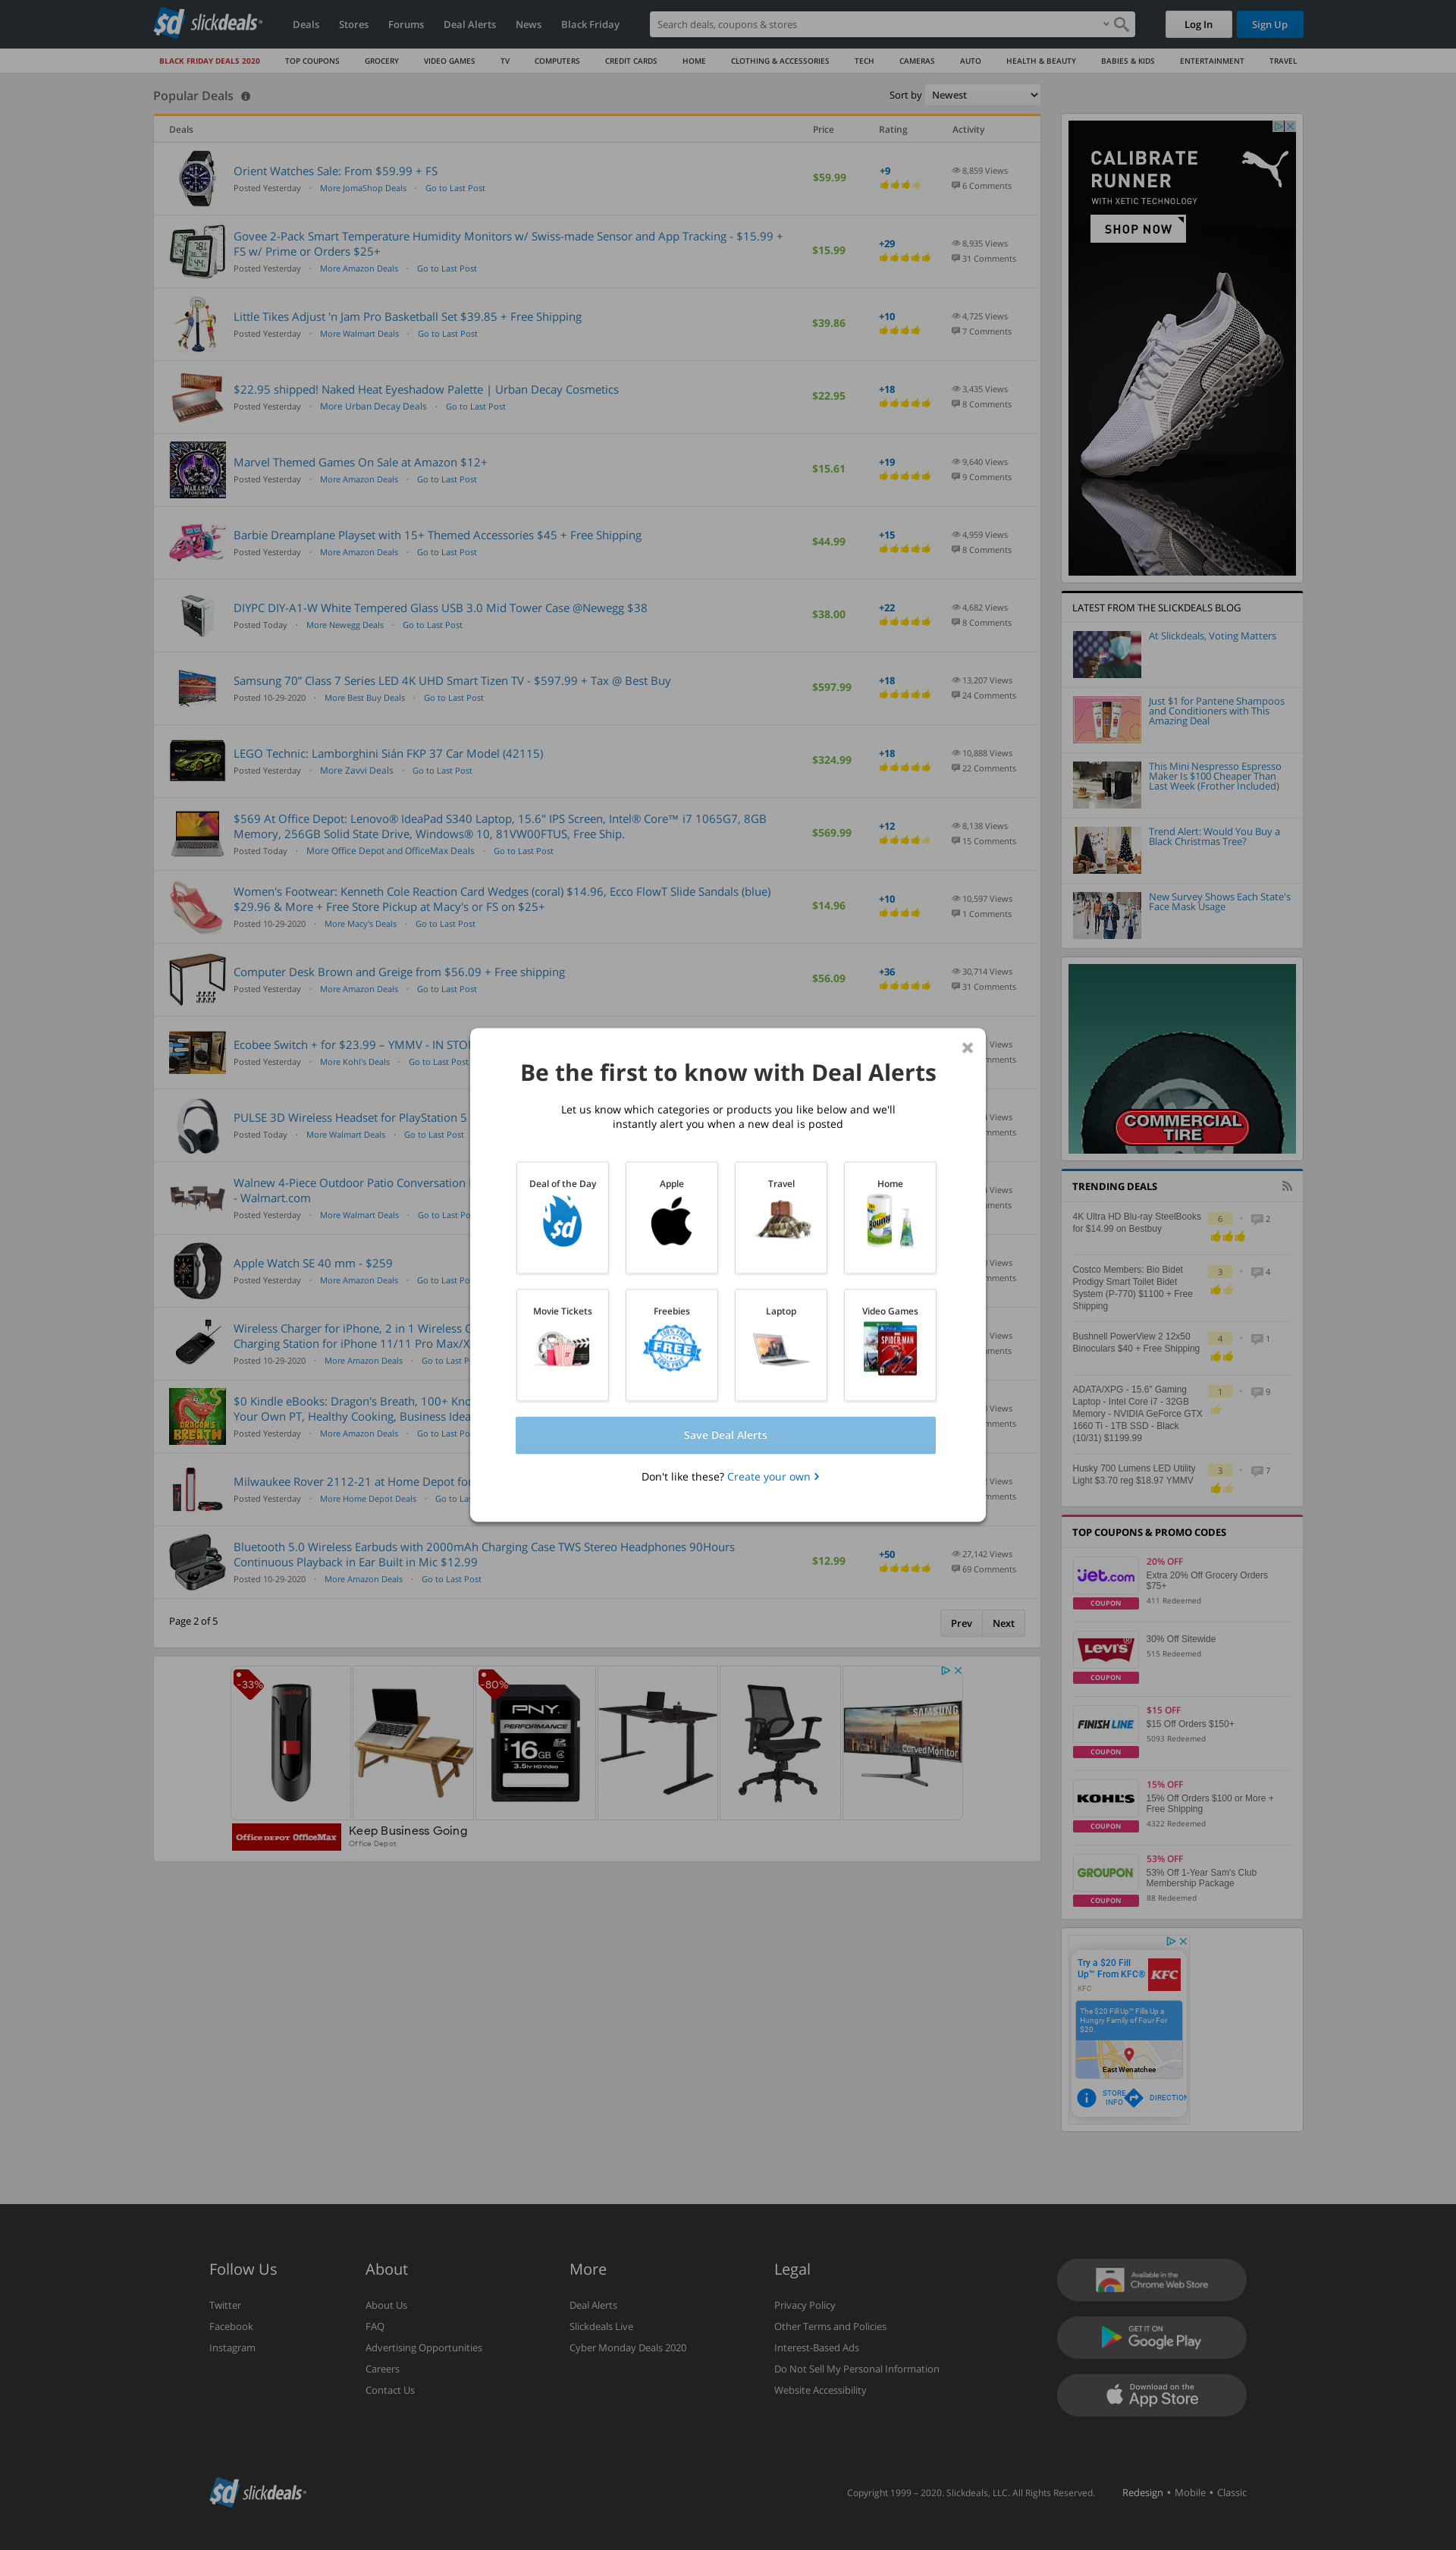 sd slickdeals
Deals Stores Forums Deal Alerts News Black Friday
Search deals, coupons & stores
Log In Sign Up
BLACK FRIDAY DEALS 2020 TOP COUPONS GROCERY VIDEO GAMES TV COMPUTERS CREDIT CARDS HOME CLOTHING & ACCESSORIES TECH CAMERAS AUTO HEALTH & BEAUTY BABIES & KIDS ENTERTAINMENT TRAVEL
Popular Deals
Sort by Newest
Deals Price Rating Activity
Orient Watches Sale: From $59.99 + FS
Posted Yesterday · More JomaShop Deals · Go to Last Post
$59.99
+9
8,859 Views
6 Comments
Govee 2-Pack Smart Temperature Humidity Monitors w/ Swiss-made Sensor and App Tracking - $15.99 +
FS w/ Prime or Orders $25+
Posted Yesterday · More Amazon Deals · Go to Last Post
$15.99
+29
8,935 Views
31 Comments
Little Tikes Adjust 'n Jam Pro Basketball Set $39.85 + Free Shipping
Posted Yesterday · More Walmart Deals · Go to Last Post
$39.86
+10
4,725 Views
7 Comments
$22.95 shipped! Naked Heat Eyeshadow Palette | Urban Decay Cosmetics
Posted Yesterday · More Urban Decay Deals · Go to Last Post
$22.95
+18
3,435 Views
8 Comments
Marvel Themed Games On Sale at Amazon $12+
Posted Yesterday · More Amazon Deals · Go to Last Post
$15.61
+19
9,640 Views
9 Comments
Barbie Dreamplane Playset with 15+ Themed Accessories $45 + Free Shipping
Posted Yesterday · More Amazon Deals · Go to Last Post
$44.99
+15
4,959 Views
8 Comments
DIYPC DIY-A1-W White Tempered Glass USB 3.0 Mid Tower Case @Newegg $38
Posted Today · More Newegg Deals · Go to Last Post
$38.00
+22
4,682 Views
8 Comments
Samsung 70” Class 7 Series LED 4K UHD Smart Tizen TV - $597.99 + Tax @ Best Buy
Posted 10-29-2020 · More Best Buy Deals · Go to Last Post
$597.99
+18
13,207 Views
24 Comments
LEGO Technic: Lamborghini Sián FKP 37 Car Model (42115)
Posted Yesterday · More Zavvi Deals · Go to Last Post
$324.99
+18
10,888 Views
22 Comments
$569 At Office Depot: Lenovo® IdeaPad S340 Laptop, 15.6" IPS Screen, Intel® Core™ i7 1065G7, 8GB
Memory, 256GB Solid State Drive, Windows® 10, 81VW00FTUS, Free Ship.
Posted Today · More Office Depot and OfficeMax Deals · Go to Last Post
$569.99
+12
8,138 Views
15 Comments
Women's Footwear: Kenneth Cole Reaction Card Wedges (coral) $14.96, Ecco FlowT Slide Sandals (blue)
$29.96 & More + Free Store Pickup at Macy's or FS on $25+
Posted 10-29-2020 · More Macy's Deals · Go to Last Post
$14.96
+10
10,597 Views
1 Comments
Computer Desk Brown and Greige from $56.09 + Free shipping
Posted Yesterday · More Amazon Deals · Go to Last Post
$56.09
+36
30,714 Views
31 Comments
Ecobee Switch + for $23.99 – YMMV - IN STO
Posted Yesterday · More Kohl's Deals · Go to Last Post
Views
PULSE 3D Wireless Headset for PlayStation 5
Posted Today · More Walmart Deals · Go to Last Post
Views
Walnew 4-Piece Outdoor Patio Conversation
- Walmart.com
Posted Yesterday · More Walmart Deals · Go to Last
Views
Apple Watch SE 40 mm - $259
Posted Yesterday · More Amazon Deals · Go to Last
Views
Wireless Charger for iPhone, 2 in 1 Wireless
Charging Station for iPhone 11/11 Pro Max/X
Posted 10-29-2020 · More Amazon Deals · Go to Last
Views
$0 Kindle eBooks: Dragon's Breath, 100+
Your Own PT, Healthy Cooking, Business
Posted Yesterday · More Amazon Deals · Go to Last
Views
Milwaukee Rover 2112-21 at Home Depot for
Posted Yesterday · More Home Depot Deals · Go to
Views
Bluetooth 5.0 Wireless Earbuds with 2000mAh Charging Case TWS Stereo Headphones 90Hours
Continuous Playback in Ear Built in Mic $12.99
Posted 10-29-2020 · More Amazon Deals · Go to Last Post
$12.99
+50
27,142 Views
69 Comments
Page 2 of 5
Prev Next
Be the first to know with Deal Alerts
Let us know which categories or products you like below and we'll
instantly alert you when a new deal is posted
Deal of the Day Apple Travel Home
sd
Bounty
Movie Tickets Freebies Laptop Video Games
FREE
SPIDER-MAN
Save Deal Alerts
Don't like these? Create your own
CALIBRATE
RUNNER
WITH XETIC TECHNOLOGY
SHOP NOW
LATEST FROM THE SLICKDEALS BLOG
At Slickdeals, Voting Matters
Just $1 for Pantene Shampoos
and Conditioners with This
Amazing Deal
This Mini Nespresso Espresso
Maker Is $100 Cheaper Than
Last Week (Frother Included)
Trend Alert: Would You Buy a
Black Christmas Tree?
New Survey Shows Each State's
Face Mask Usage
COMMERCIAL
TIRE
TRENDING DEALS
4K Ultra HD Blu-ray SteelBooks
for $14.99 on Bestbuy
6 2
Costco Members: Bio Bidet
Prodigy Smart Toilet Bidet
System (P-770) $1100 + Free
Shipping
3 4
Bushnell PowerView 2 12x50
Binoculars $40 + Free Shipping
4 1
ADATA/XPG - 15.6" Gaming
Laptop - Intel Core i7 - 32GB
Memory - NVIDIA GeForce GTX
1660 Ti - 1TB SSD - Black
(10/31) $1199.99
1 9
Husky 700 Lumens LED Utility
Light $3.70 reg $18.97 YMMV
3 7
TOP COUPONS & PROMO CODES
jet.com
COUPON
20% OFF
Extra 20% Off Grocery Orders
$75+
411 Redeemed
Levi's
COUPON
30% Off Sitewide
515 Redeemed
FINISH LINE
COUPON
$15 OFF
$15 Off Orders $150+
5093 Redeemed
KOHL'S
COUPON
15% OFF
15% Off Orders $100 or More +
Free Shipping
4322 Redeemed
GROUPON
COUPON
53% OFF
53% Off 1-Year Sam's Club
Membership Package
88 Redeemed
-33%
-80%
PNY
PERFORMANCE
16 GB
3.5hr HD Video
SAMSUNG
Curved Monitor
Office DEPOT OfficeMax
Keep Business Going
Office Depot
Try a $20 Fill
Up™ From KFC®
KFC
KFC
The $20 Fill Up™ Fills Up a
Hungry Family of Four For
$20.
East Wenatchee
STORE
INFO
DIRECTION
Follow Us About More Legal
Twitter
Facebook
Instagram
About Us
FAQ
Advertising Opportunities
Careers
Contact Us
Deal Alerts
Slickdeals Live
Cyber Monday Deals 2020
Privacy Policy
Other Terms and Policies
Interest-Based Ads
Do Not Sell My Personal Information
Website Accessibility
Available in the
Chrome Web Store
GET IT ON
Google Play
Download on the
App Store
sd slickdeals
Copyright 1999 – 2020. Slickdeals, LLC. All Rights Reserved.
Redesign • Mobile • Classic